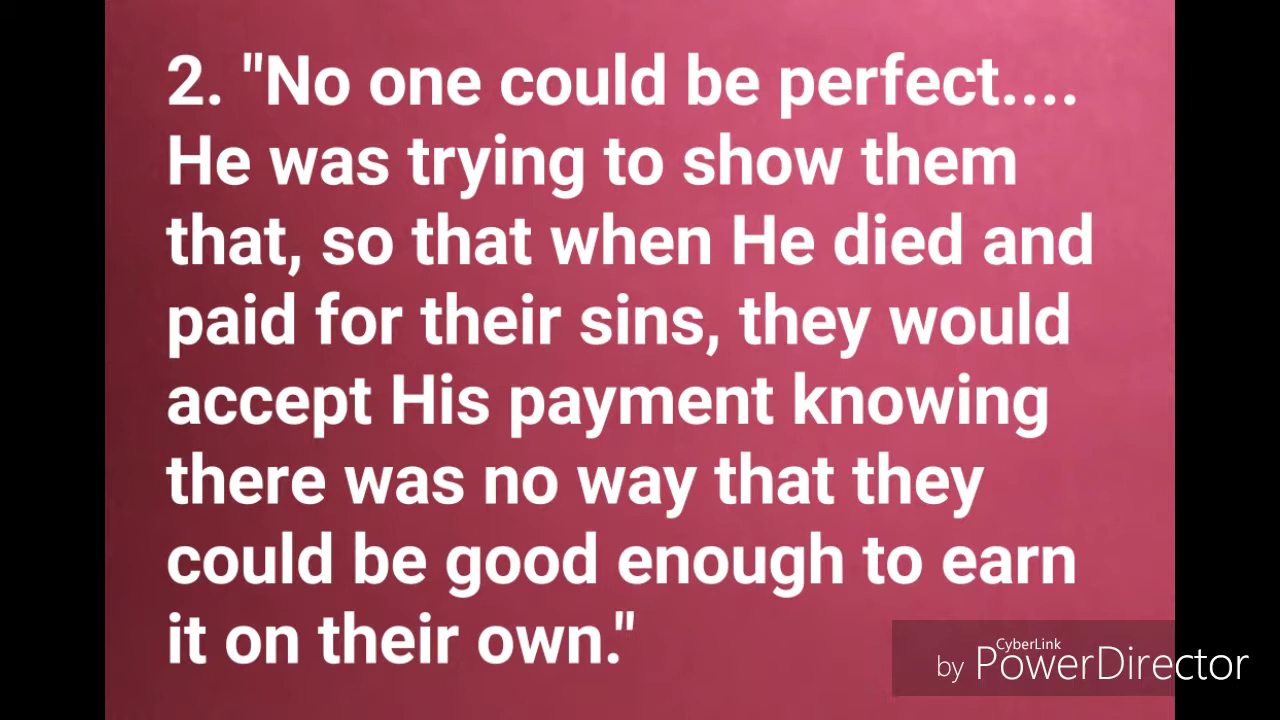 2. "No one could be perfect....
He was trying to show them
that, so that when He died and
paid for their sins, they would
accept His payment knowing
there was no way that they
could be good enough to earn
it on their own."
CyberLink
by PowerDirector